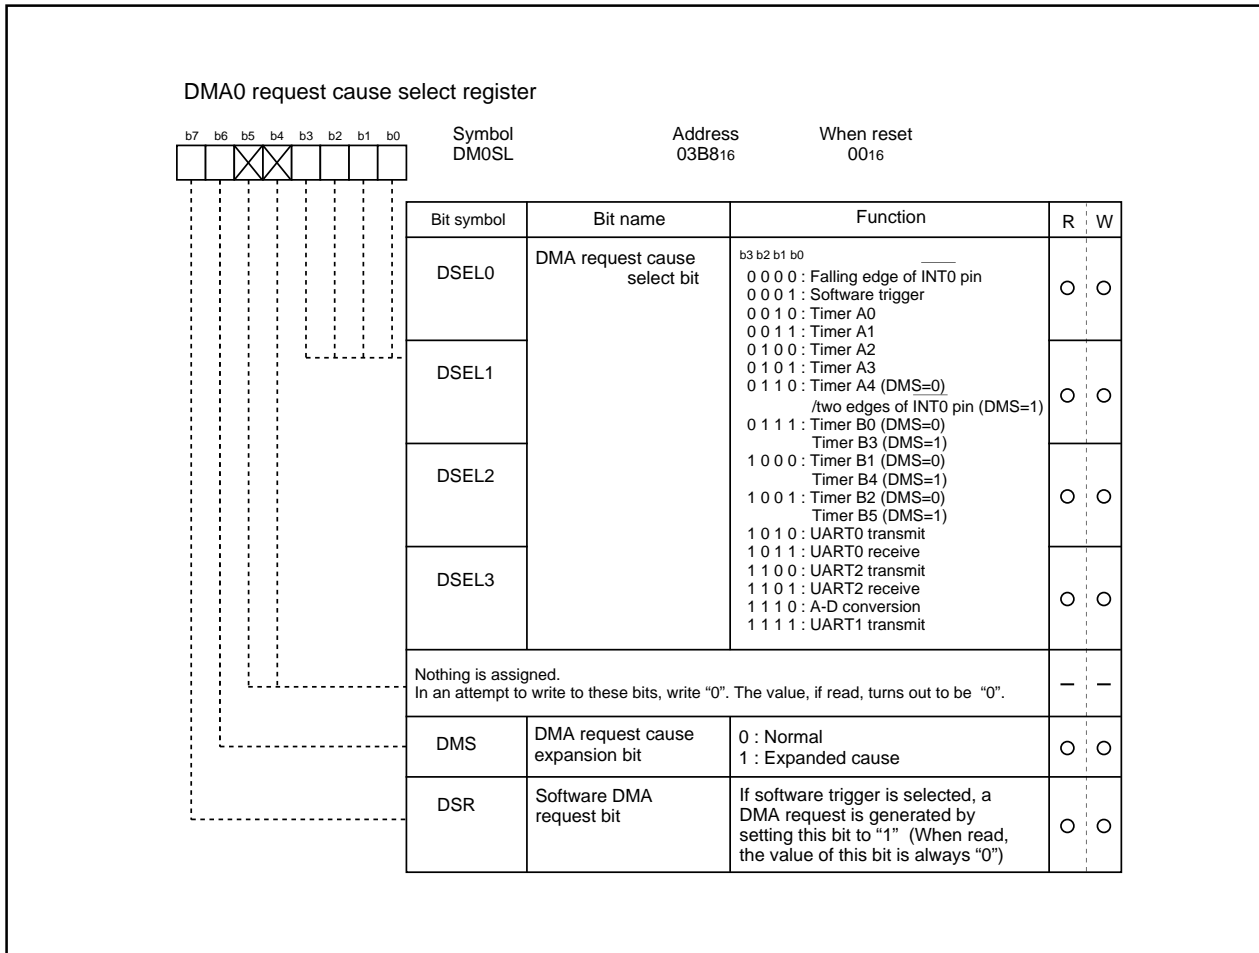 DMA0 request cause select register
b7 b6 b5 b4 b3 b2 b1 b0
Symbol Address When reset
DM0SL 03B816 0016
Bit symbol Bit name Function R W
DSEL0
DSEL1
DSEL2
DSEL3
DMA request cause
select bit
b3 b2 b1 b0
0 0 0 0 : Falling edge of INT0 pin
0 0 0 1 : Software trigger
0 0 1 0 : Timer A0
0 0 1 1 : Timer A1
0 1 0 0 : Timer A2
0 1 0 1 : Timer A3
0 1 1 0 : Timer A4 (DMS=0)
/two edges of INT0 pin (DMS=1)
0 1 1 1 : Timer B0 (DMS=0)
Timer B3 (DMS=1)
1 0 0 0 : Timer B1 (DMS=0)
Timer B4 (DMS=1)
1 0 0 1 : Timer B2 (DMS=0)
Timer B5 (DMS=1)
1 0 1 0 : UART0 transmit
1 0 1 1 : UART0 receive
1 1 0 0 : UART2 transmit
1 1 0 1 : UART2 receive
1 1 1 0 : A-D conversion
1 1 1 1 : UART1 transmit
Nothing is assigned.
In an attempt to write to these bits, write “0”. The value, if read, turns out to be “0”.
DMS
DMA request cause
expansion bit
0 : Normal
1 : Expanded cause
DSR
Software DMA
request bit
If software trigger is selected, a
DMA request is generated by
setting this bit to “1” (When read,
the value of this bit is always “0”)